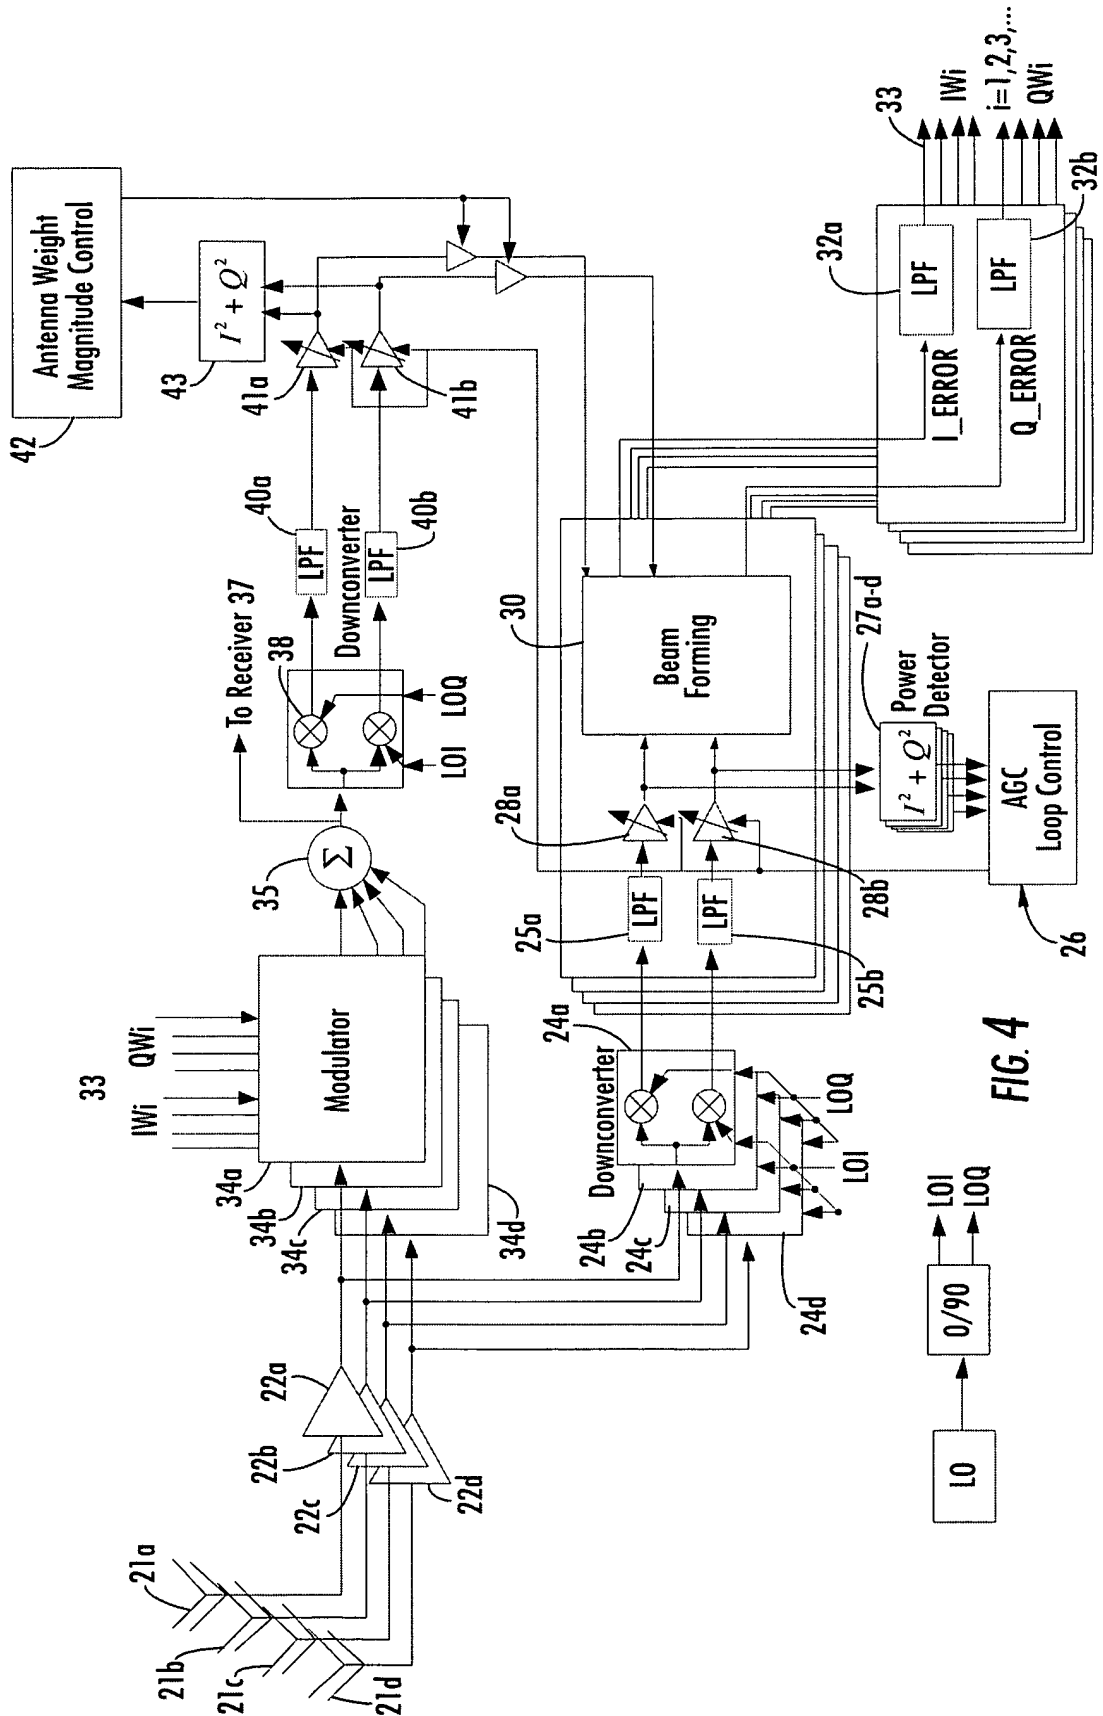 21a
21b
21c
21d
22a
22b
22c
22d
33
IWi
QWi
34a
34b
34c
34d
Modulator
35
Σ
To Receiver 37
38
Downconverter
LOI
LOQ
40a
LPF
40b
LPF
41a
41b
43
I² + Q²
42
Antenna Weight
Magnitude Control
24a
24b
24c
24d
Downconverter
LOI
LOQ
25a
LPF
25b
LPF
28a
28b
30
Beam
Forming
27a-d
Power
Detector
I² + Q²
26
AGC
Loop Control
I_ERROR
Q_ERROR
32a
LPF
32b
LPF
33
IWi
i=1,2,3,...
QWi
LO
0/90
LOI
LOQ
FIG. 4